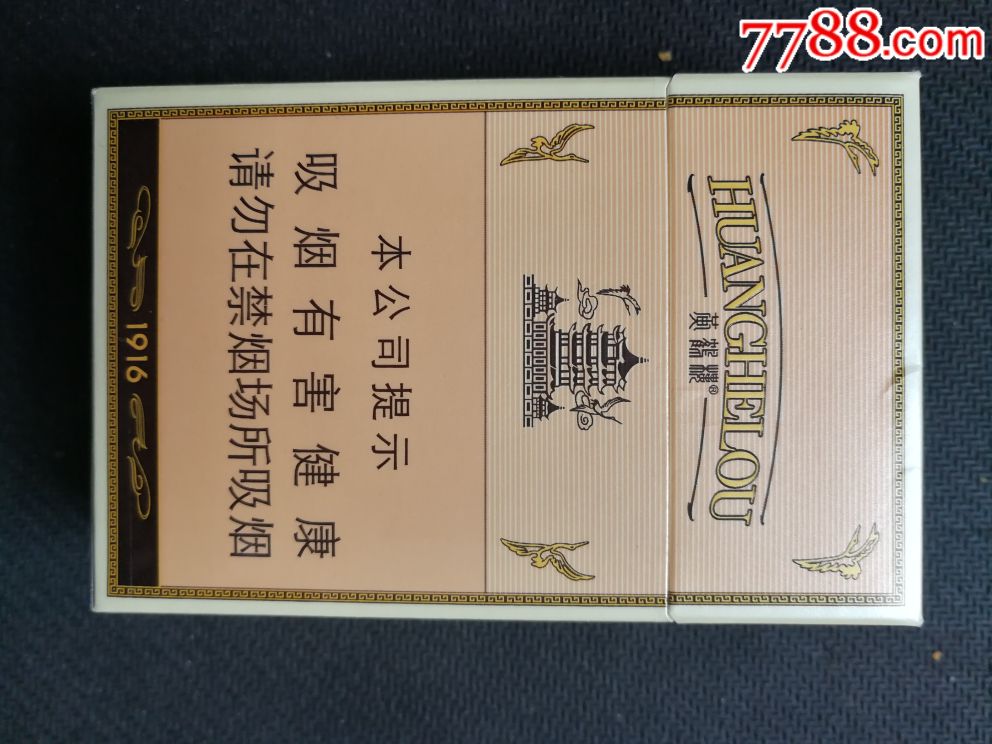 7788.com
HUANGHELOU
黄鹤樓®
本公司提示
吸烟有害健康
请勿在禁烟场所吸烟
1916